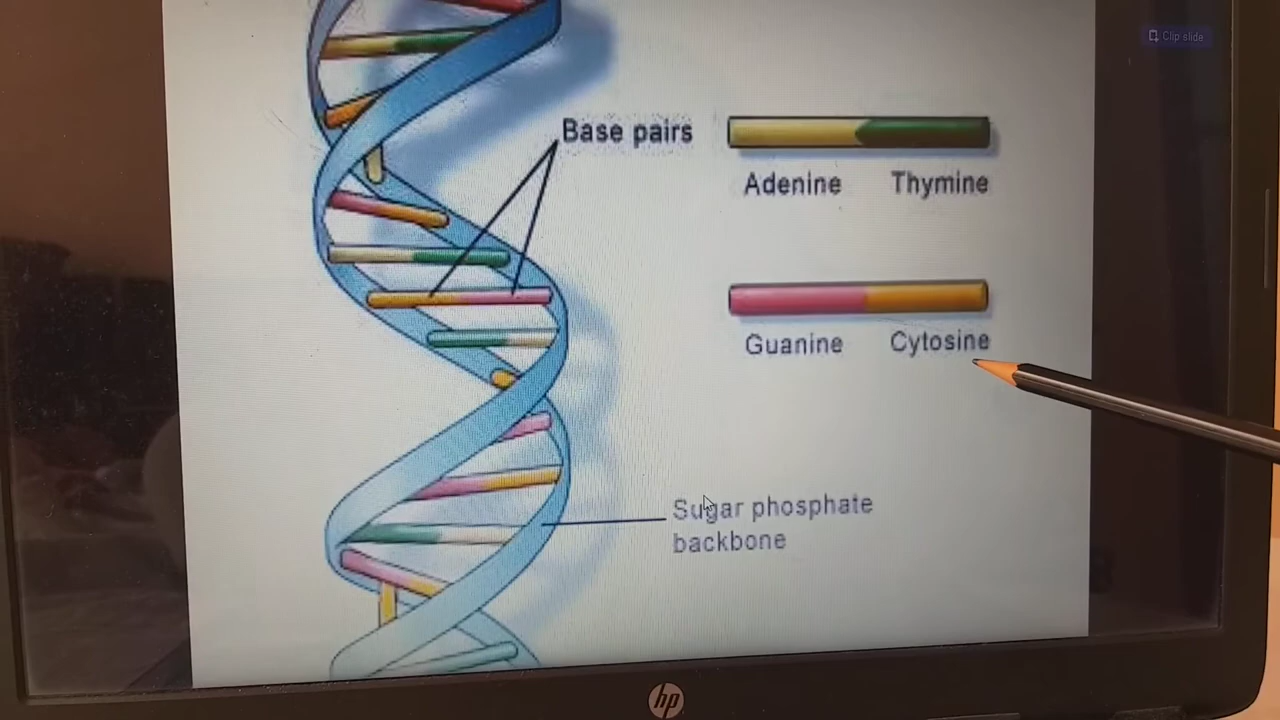 Clip slide
Base pairs
Adenine Thymine
Guanine Cytosine
Sugar phosphate
backbone
hp